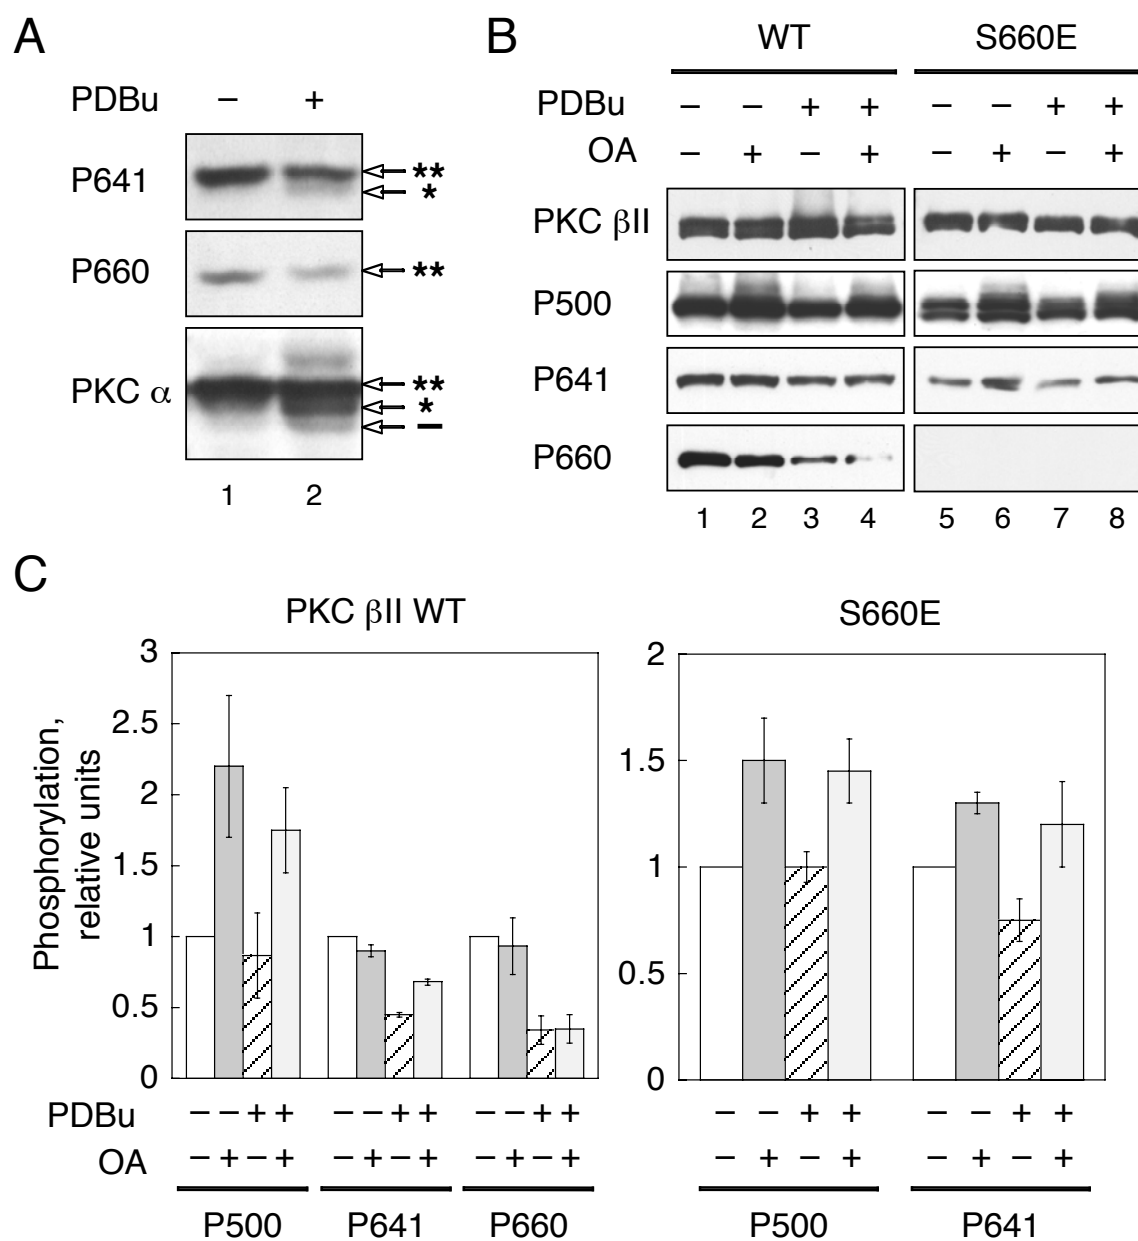 A
PDBu – +
P641 ** *
P660 **
PKC α ** * –
1 2
B
WT S660E
PDBu – – + + – – + +
OA – + – + – + – +
PKC βII
P500
P641
P660
1 2 3 4 5 6 7 8
C
PKC βII WT
Phosphorylation,
relative units
3
2.5
2
1.5
1
0.5
0
PDBu – – + + – – + + – – + +
OA – + – + – + – + – + – +
P500 P641 P660
S660E
2
1.5
1
0.5
0
– – + + – – + +
– + – + – + – +
P500 P641